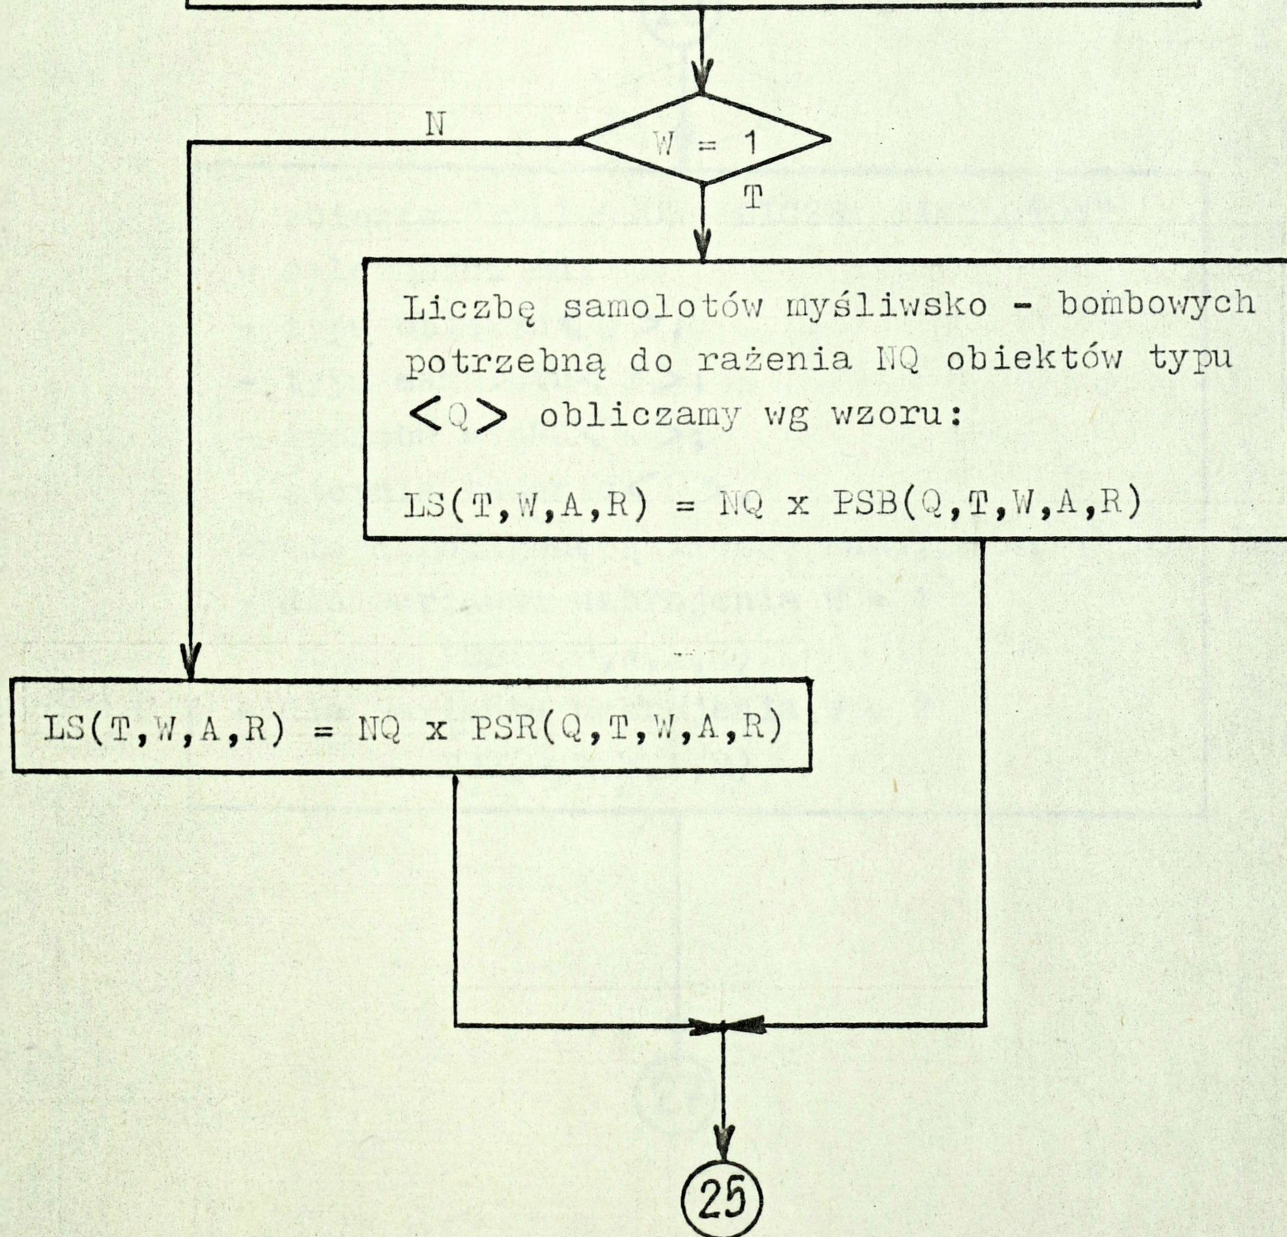 W = 1
N
T
Liczbę samolotów myśliwsko - bombowych
potrzebną do rażenia NQ obiektów typu
<Q> obliczamy wg wzoru:
LS(T,W,A,R) = NQ x PSB(Q,T,W,A,R)
LS(T,W,A,R) = NQ x PSR(Q,T,W,A,R)
25